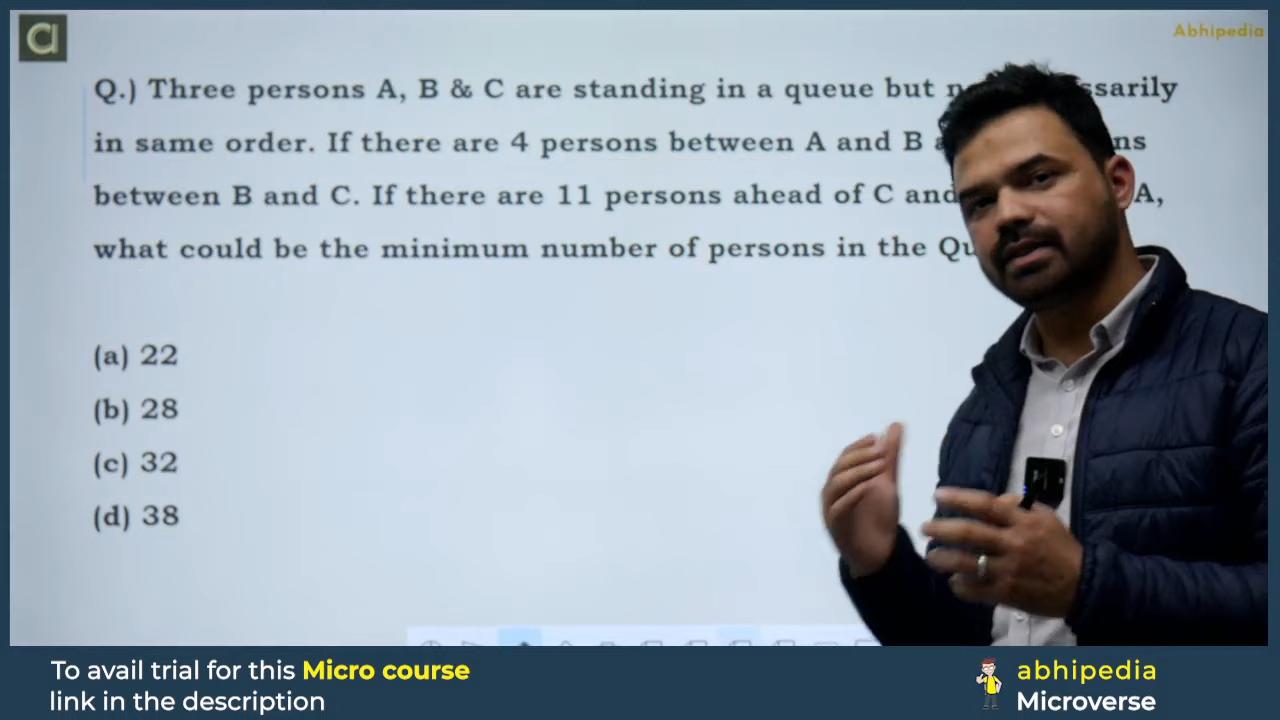 Abhipedia
Q.) Three persons A, B & C are standing in a queue but
in same order. If there are 4 persons between A and B
between B and C. If there are 11 persons ahead of C and A,
what could be the minimum number of persons in the
(a) 22
(b) 28
(c) 32
(d) 38
To avail trial for this Micro course
link in the description
abhipedia
Microverse